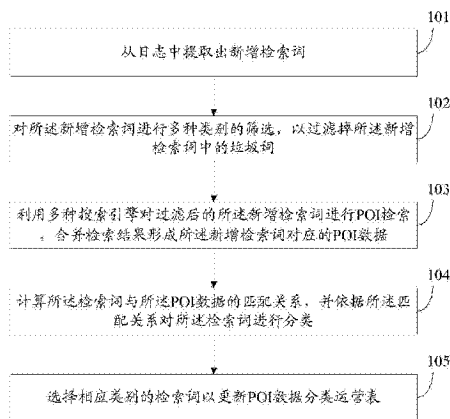 101
从日志中提取出新增检索词
102
对所述新增检索词进行多种类别的筛选，以过滤掉所述新增
检索词中的垃圾词
103
利用多种搜索引擎对过滤后的所述新增检索词进行POI检索
，合并检索结果形成所述新增检索词对应的POI数据
104
计算所述检索词与所述POI数据的匹配关系，并依据所述匹
配关系对所述检索词进行分类
105
选择相应类别的检索词以更新POI数据分类运营表